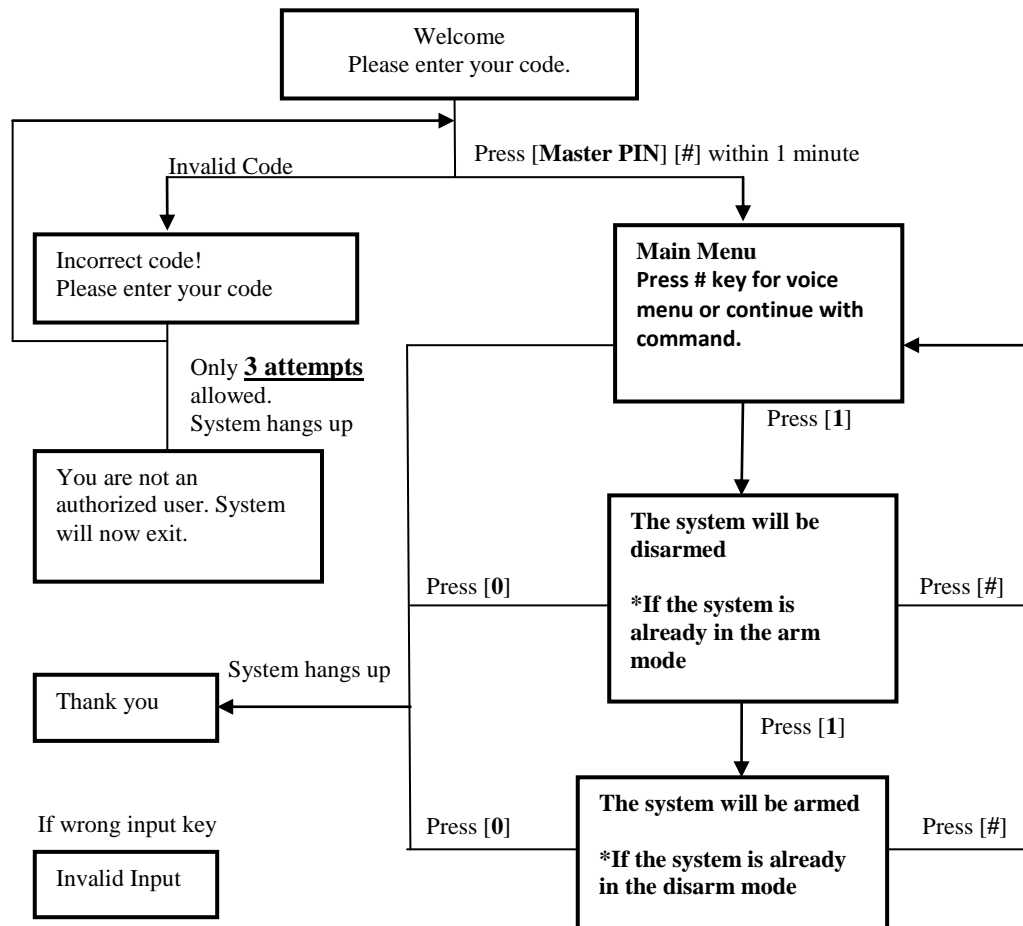 Welcome
Please enter your code.
Press [Master PIN] [#] within 1 minute
Invalid Code
Incorrect code!
Please enter your code
Main Menu
Press # key for voice
menu or continue with
command.
Only 3 attempts
allowed.
System hangs up
Press [1]
You are not an
authorized user. System
will now exit.
The system will be
disarmed
*If the system is
already in the arm
mode
Press [0]
Press [#]
System hangs up
Thank you
Press [1]
The system will be armed
*If the system is already
in the disarm mode
Press [0]
Press [#]
If wrong input key
Invalid Input